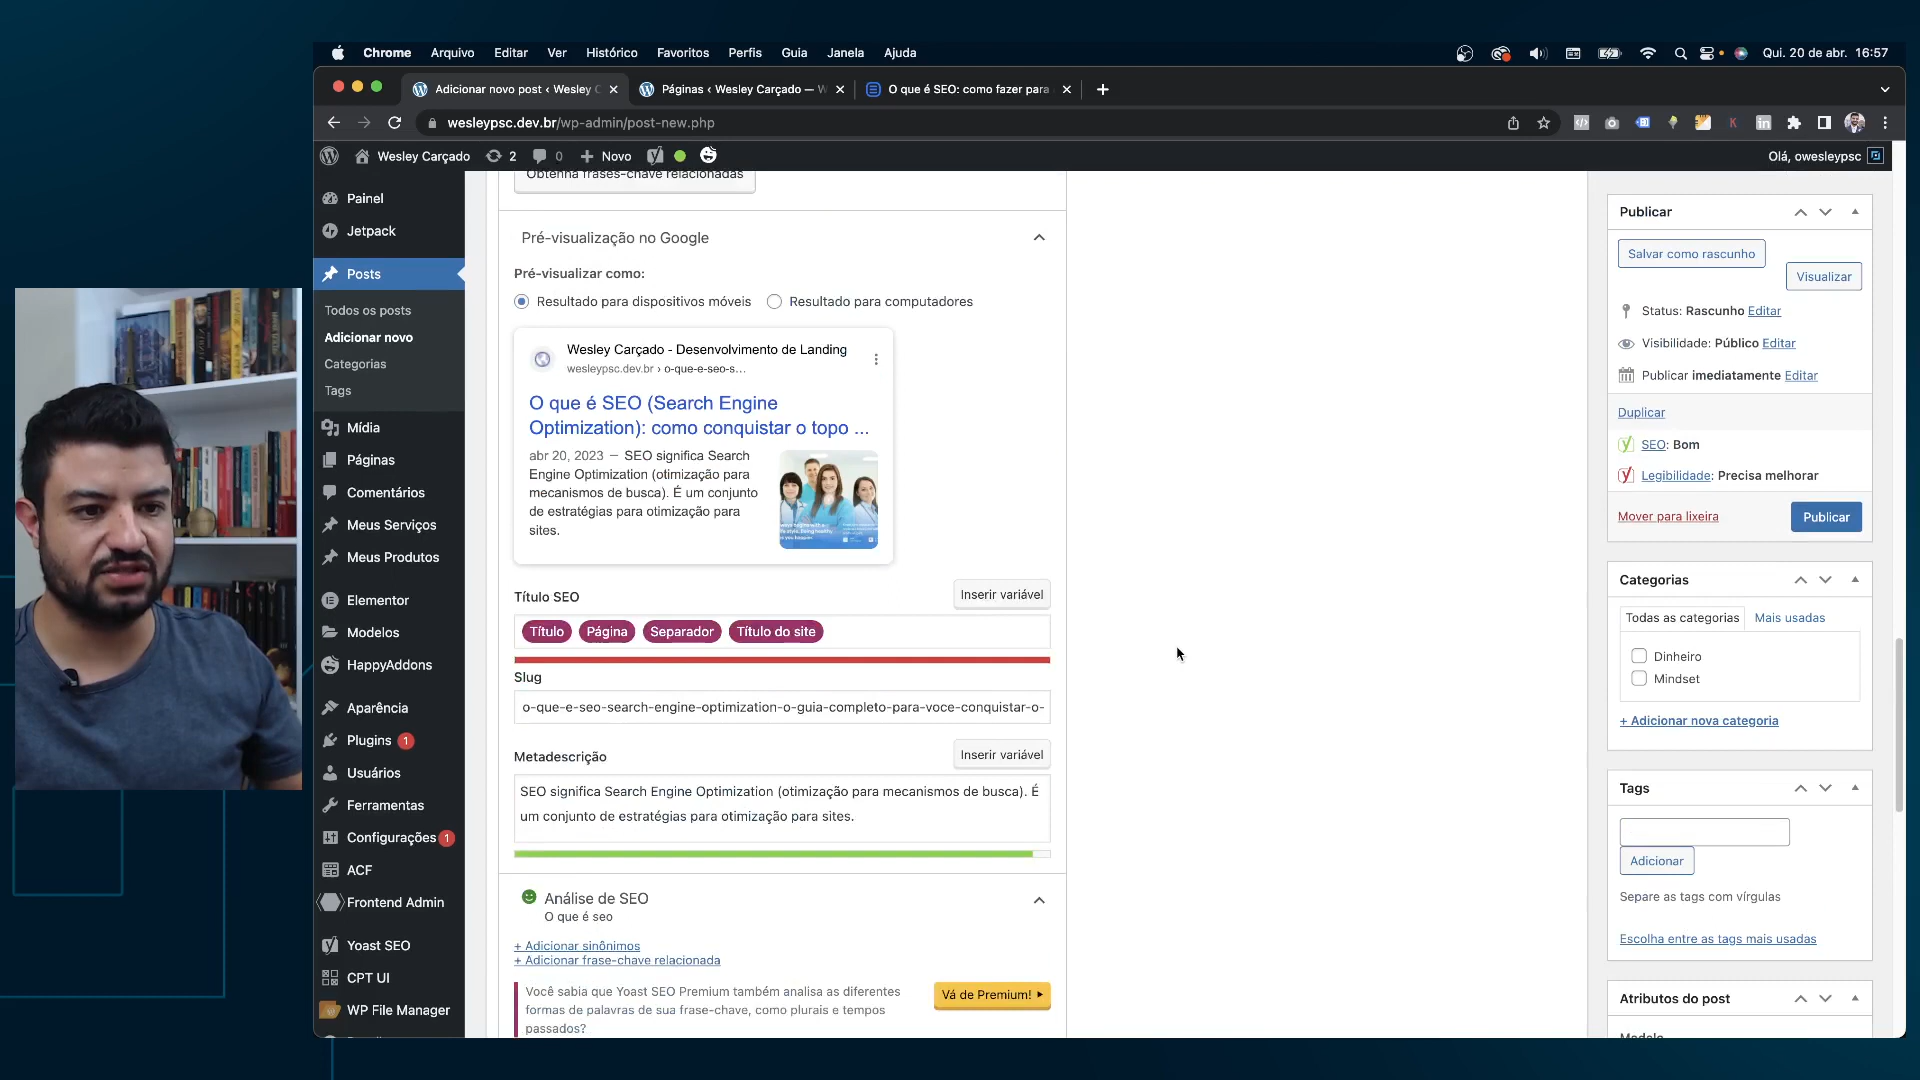 Chrome Arquivo Editar Ver Histórico Favoritos Perfis Guia Janela Ajuda
Qui. 20 de abr. 16:57
Adicionar novo post ‹ Wesley C
Páginas ‹ Wesley Carçado — W
O que é SEO: como fazer para
wesleypsc.dev.br/wp-admin/post-new.php
Wesley Carçado
2
0
Novo
Olá, owesleypsc
Painel
Jetpack
Posts
Todos os posts
Adicionar novo
Categorias
Tags
Mídia
Páginas
Comentários
Meus Serviços
Meus Produtos
Elementor
Modelos
HappyAddons
Aparência
Plugins 1
Usuários
Ferramentas
Configurações 1
ACF
Frontend Admin
Yoast SEO
CPT UI
WP File Manager
Obtenha frases-chave relacionadas
Pré-visualização no Google
Pré-visualizar como:
Resultado para dispositivos móveis
Resultado para computadores
Wesley Carçado - Desenvolvimento de Landing
wesleypsc.dev.br › o-que-e-seo-s...
O que é SEO (Search Engine
Optimization): como conquistar o topo ...
abr 20, 2023 — SEO significa Search
Engine Optimization (otimização para
mecanismos de busca). É um conjunto
de estratégias para otimização para
sites.
Título SEO
Inserir variável
Título Página Separador Título do site
Slug
o-que-e-seo-search-engine-optimization-o-guia-completo-para-voce-conquistar-o-
Metadescrição
Inserir variável
SEO significa Search Engine Optimization (otimização para mecanismos de busca). É
um conjunto de estratégias para otimização para sites.
Análise de SEO
O que é seo
+ Adicionar sinônimos
+ Adicionar frase-chave relacionada
Você sabia que Yoast SEO Premium também analisa as diferentes
formas de palavras de sua frase-chave, como plurais e tempos
passados?
Vá de Premium!
Publicar
Salvar como rascunho
Visualizar
Status: Rascunho Editar
Visibilidade: Público Editar
Publicar imediatamente Editar
Duplicar
SEO: Bom
Legibilidade: Precisa melhorar
Mover para lixeira
Publicar
Categorias
Todas as categorias
Mais usadas
Dinheiro
Mindset
+ Adicionar nova categoria
Tags
Adicionar
Separe as tags com vírgulas
Escolha entre as tags mais usadas
Atributos do post
Modelo